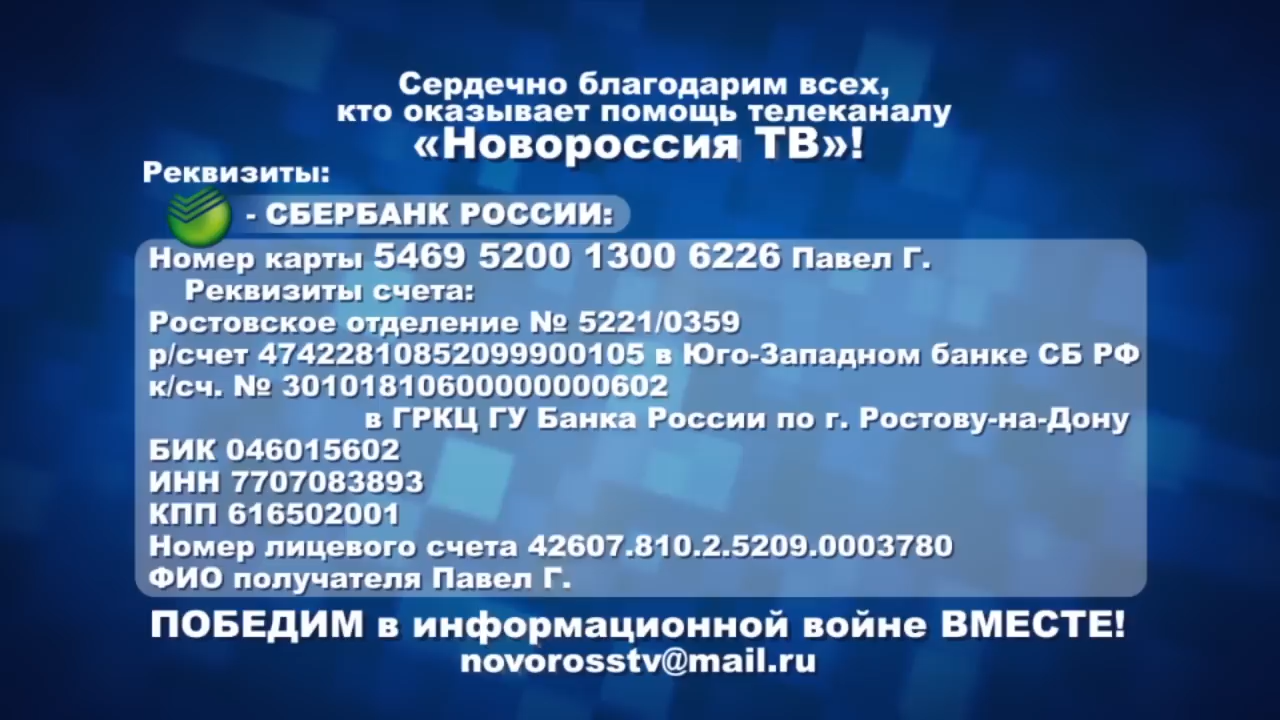 Сердечно благодарим всех,
кто оказывает помощь телеканалу
«Новороссия ТВ»!
Реквизиты:
- СБЕРБАНК РОССИИ:
Номер карты 5469 5200 1300 6226 Павел Г.
Реквизиты счета:
Ростовское отделение № 5221/0359
р/счет 47422810852099900105 в Юго-Западном банке СБ РФ
к/сч. № 30101810600000000602
в ГРКЦ ГУ Банка России по г. Ростову-на-Дону
БИК 046015602
ИНН 7707083893
КПП 616502001
Номер лицевого счета 42607.810.2.5209.0003780
ФИО получателя Павел Г.
ПОБЕДИМ в информационной войне ВМЕСТЕ!
novorosstv@mail.ru